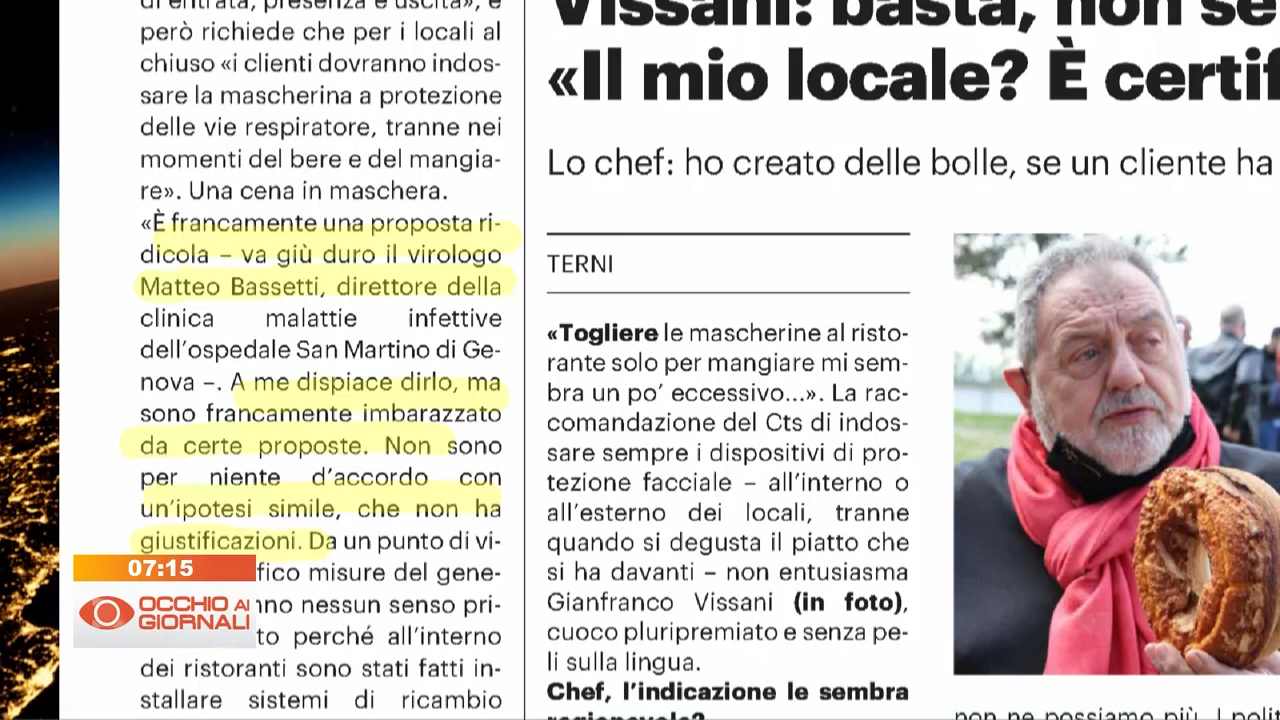 di entrata, presenza e uscita», e
però richiede che per i locali al
chiuso «i clienti dovranno indos-
sare la mascherina a protezione
delle vie respiratore, tranne nei
momenti del bere e del mangia-
re». Una cena in maschera.
«È francamente una proposta ri-
dicola – va giù duro il virologo
Matteo Bassetti, direttore della
clinica malattie infettive
dell'ospedale San Martino di Ge-
nova –. A me dispiace dirlo, ma
sono francamente imbarazzato
da certe proposte. Non sono
per niente d'accordo con
un'ipotesi simile, che non ha
giustificazioni. Da un punto di vi-
fico misure del gene-
nno nessun senso pri-
to perché all'interno
dei ristoranti sono stati fatti in-
stallare sistemi di ricambio
Vissani: basta, non se
«Il mio locale? È certif
Lo chef: ho creato delle bolle, se un cliente ha
TERNI
«Togliere le mascherine al risto-
rante solo per mangiare mi sem-
bra un po' eccessivo...». La rac-
comandazione del Cts di indos-
sare sempre i dispositivi di pro-
tezione facciale – all'interno o
all'esterno dei locali, tranne
quando si degusta il piatto che
si ha davanti – non entusiasma
Gianfranco Vissani (in foto),
cuoco pluripremiato e senza pe-
li sulla lingua.
Chef, l'indicazione le sembra
ragionevole?
non ne possiamo più. I polit
07:15
OCCHIO AI
GIORNALI